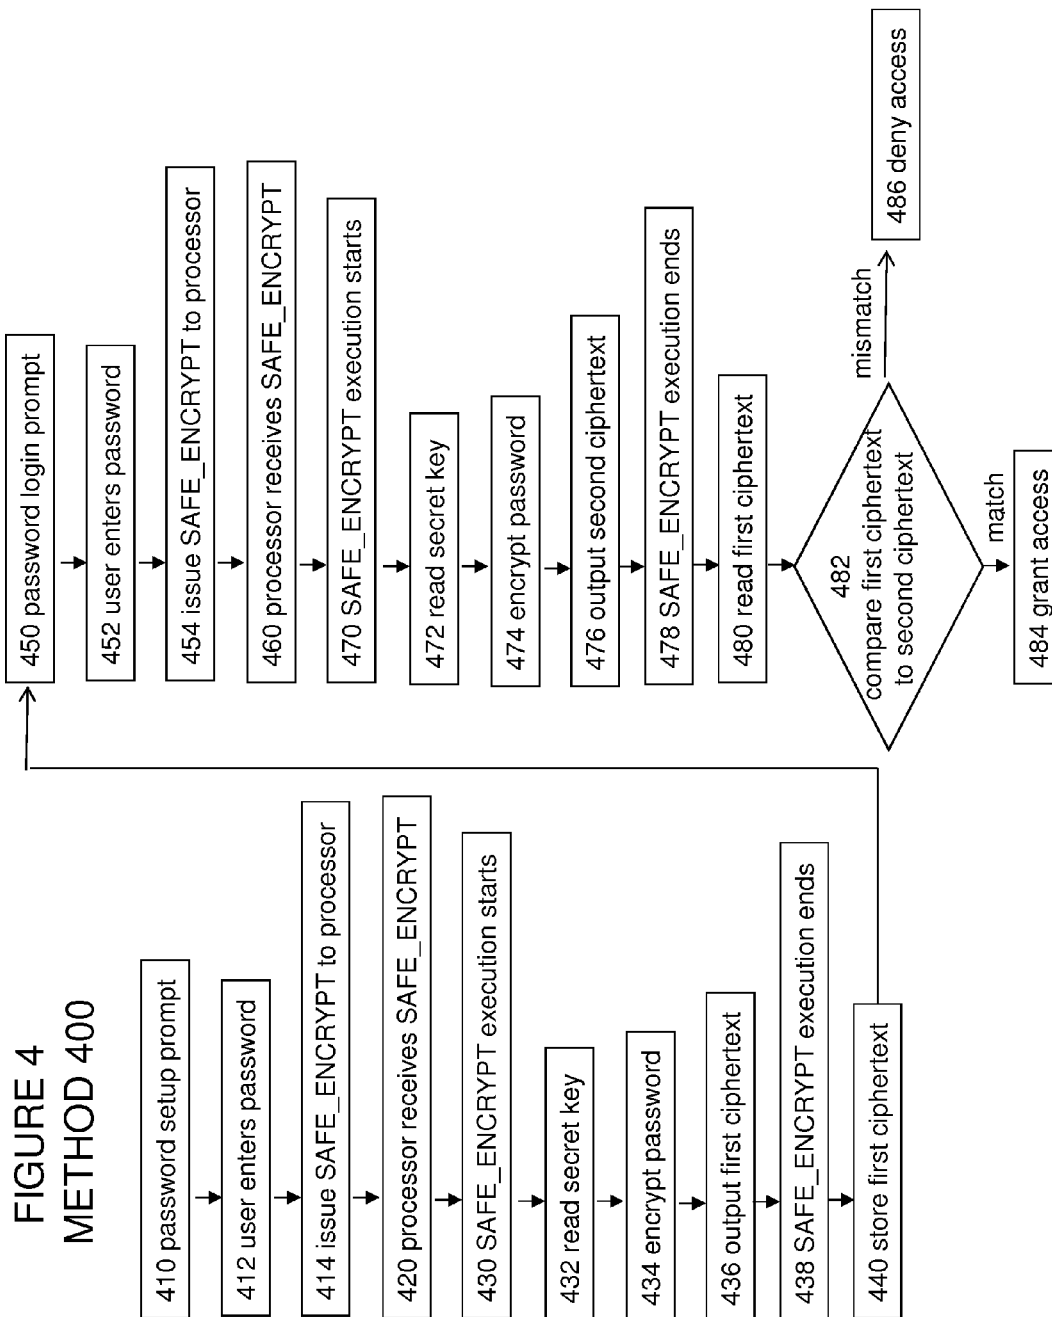 FIGURE 4
METHOD 400
410 password setup prompt
412 user enters password
414 issue SAFE_ENCRYPT to processor
420 processor receives SAFE_ENCRYPT
430 SAFE_ENCRYPT execution starts
432 read secret key
434 encrypt password
436 output first ciphertext
438 SAFE_ENCRYPT execution ends
440 store first ciphertext
450 password login prompt
452 user enters password
454 issue SAFE_ENCRYPT to processor
460 processor receives SAFE_ENCRYPT
470 SAFE_ENCRYPT execution starts
472 read secret key
474 encrypt password
476 output second ciphertext
478 SAFE_ENCRYPT execution ends
480 read first ciphertext
482
compare first ciphertext
to second ciphertext
mismatch
486 deny access
match
484 grant access